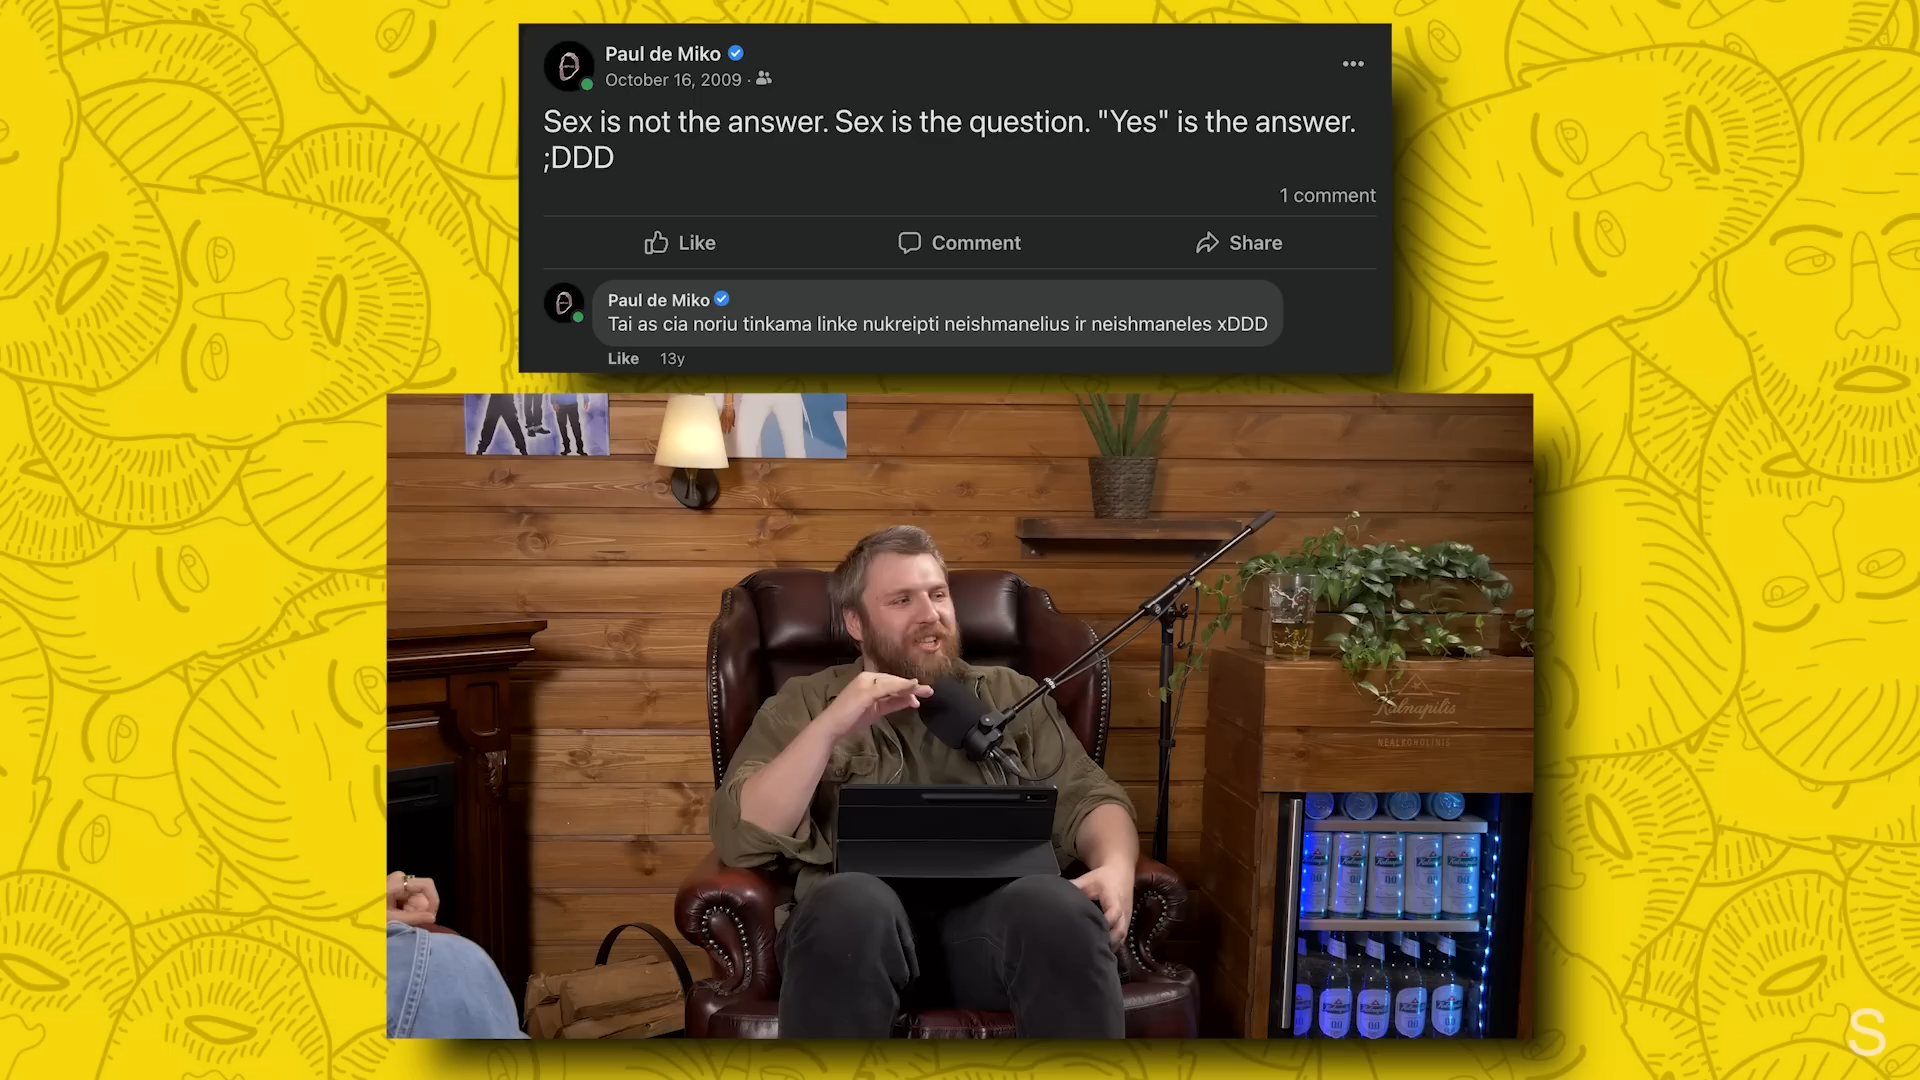 Paul de Miko
October 16, 2009 ·
Sex is not the answer. Sex is the question. "Yes" is the answer.
;DDD
1 comment
Like
Comment
Share
Paul de Miko
Tai as cia noriu tinkama linke nukreipti neishmanelius ir neishmaneles xDDD
Like 13y
Kalnapilis
NEALKOHOLINIS
S